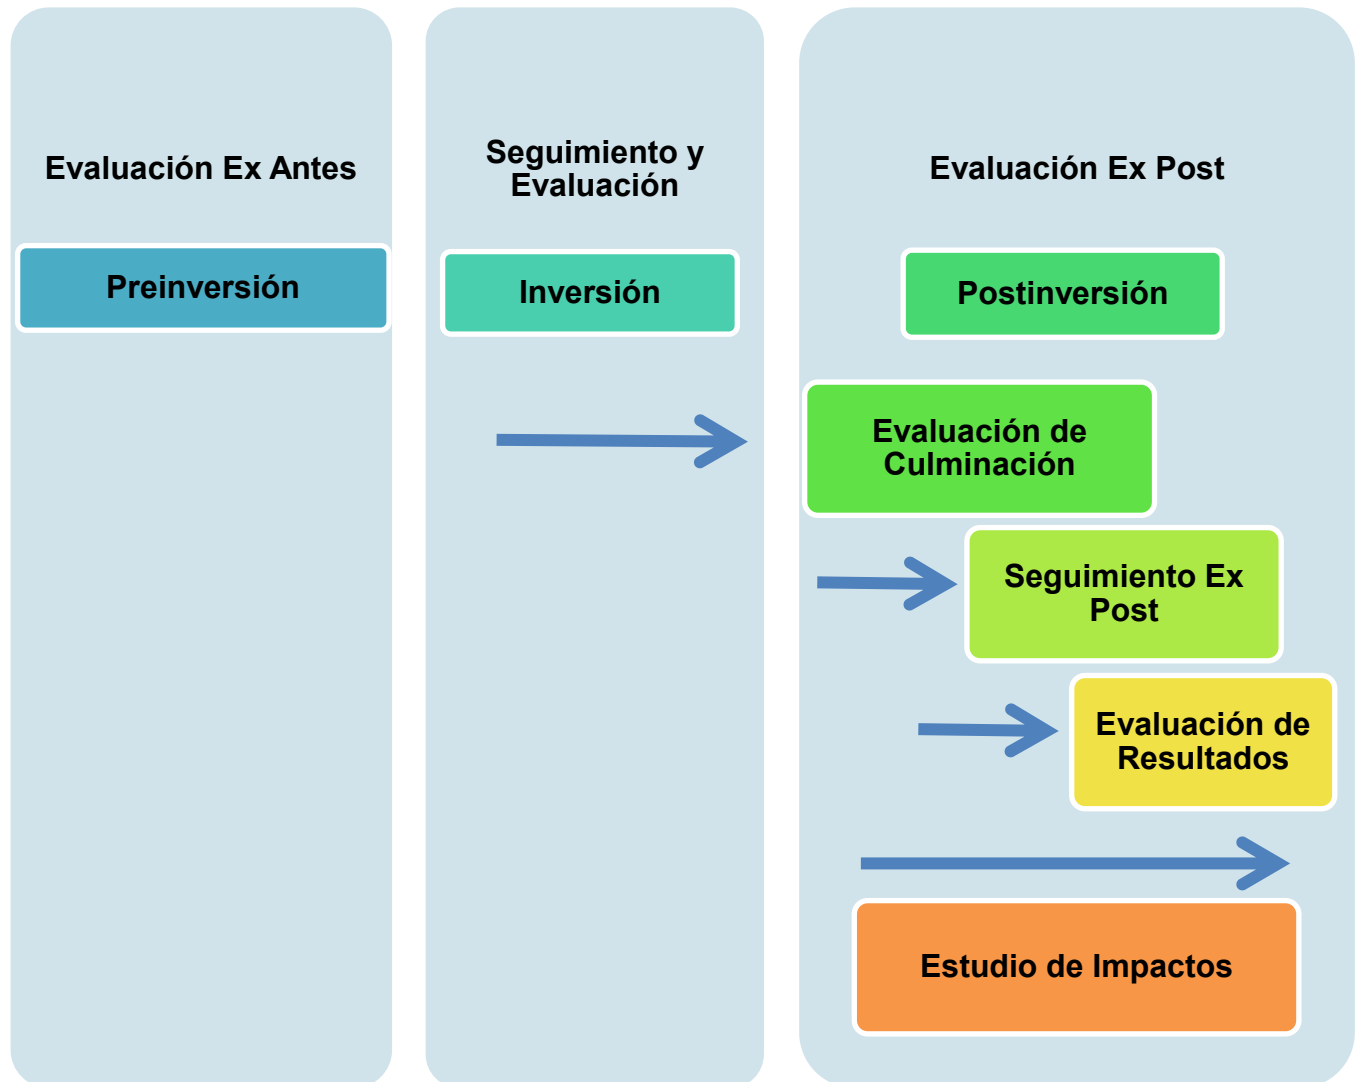 Evaluación Ex Antes
Preinversión
Seguimiento y
Evaluación
Inversión
Evaluación Ex Post
Postinversión
Evaluación de
Culminación
Seguimiento Ex
Post
Evaluación de
Resultados
Estudio de Impactos